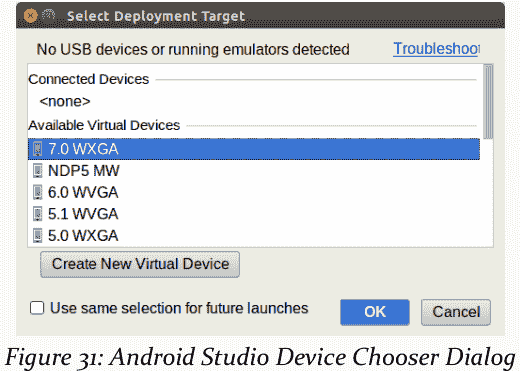 Select Deployment Target
No USB devices or running emulators detected Troubleshoot
Connected Devices
<none>
Available Virtual Devices
7.0 WXGA
NDP5 MW
6.0 WVGA
5.1 WVGA
5.0 WXGA
Create New Virtual Device
Use same selection for future launches OK Cancel
Figure 31: Android Studio Device Chooser Dialog